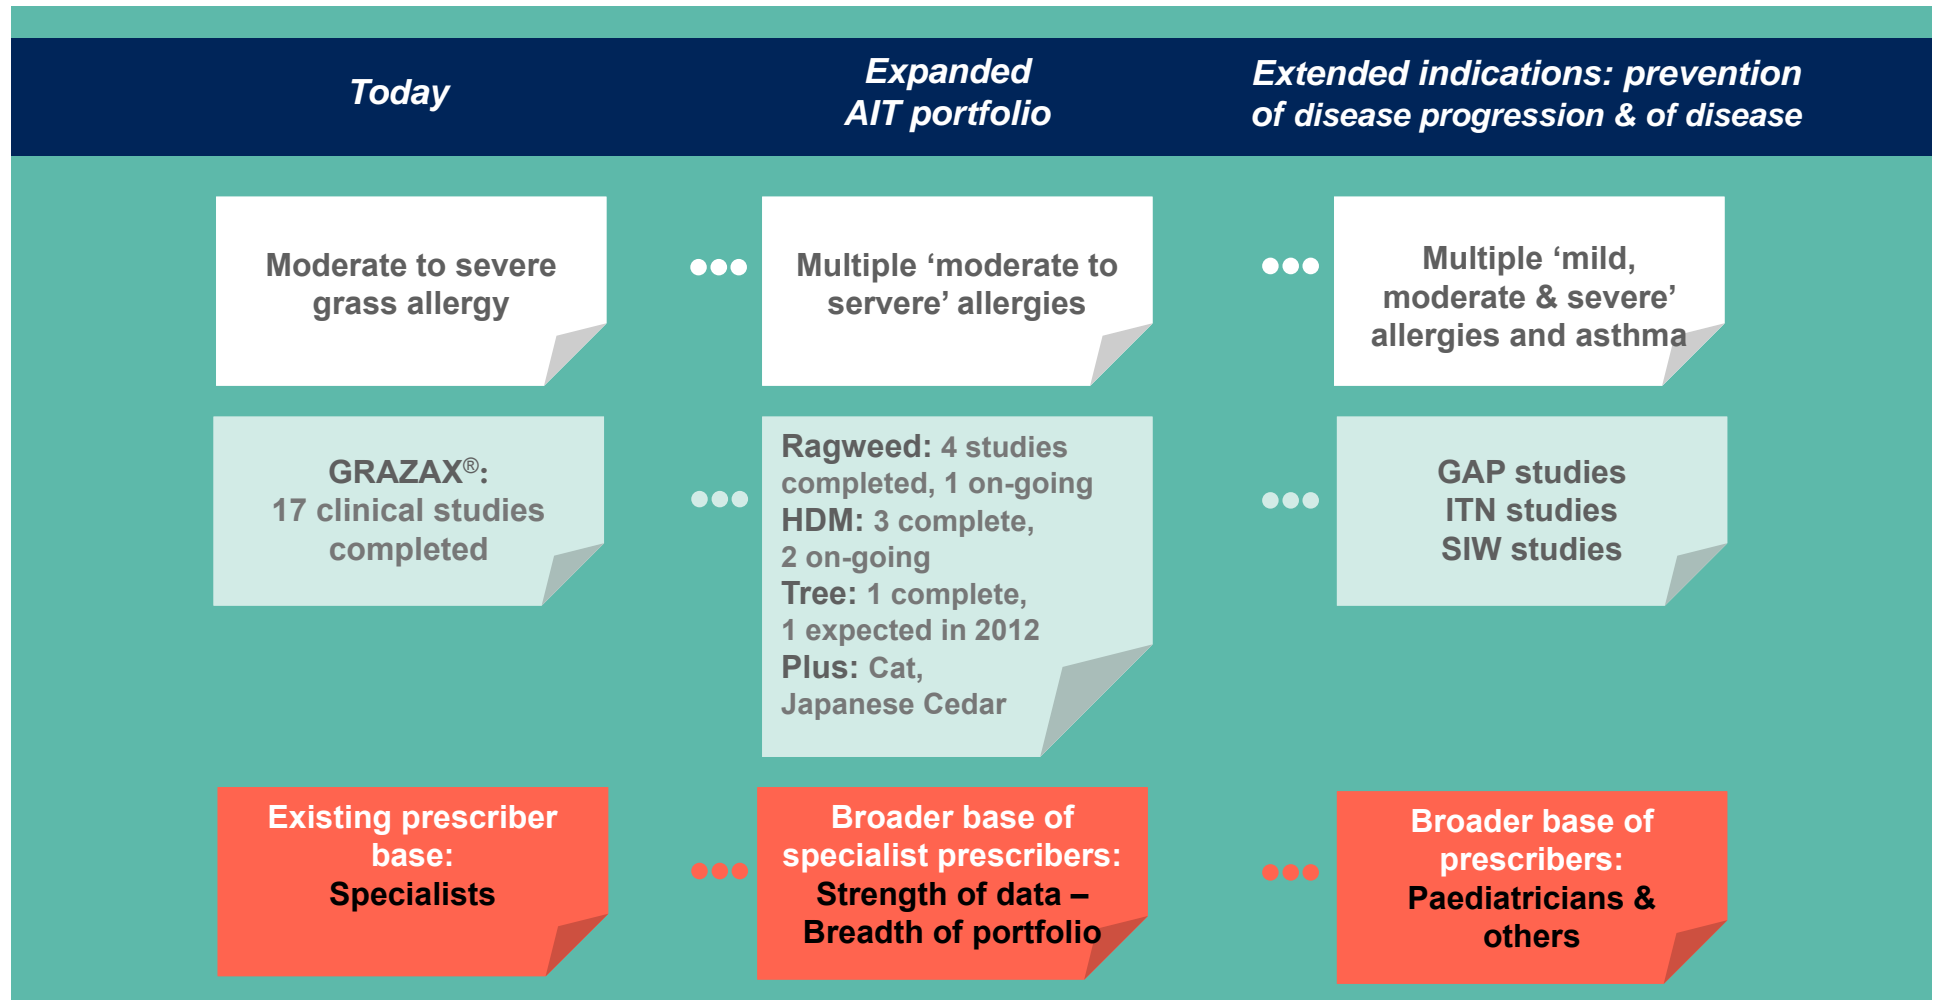 Today
Expanded
AIT portfolio
Extended indications: prevention
of disease progression & of disease
Moderate to severe
grass allergy
Multiple ‘moderate to
servere’ allergies
Multiple ‘mild,
moderate & severe’
allergies and asthma
GRAZAX®:
17 clinical studies
completed
Ragweed: 4 studies
completed, 1 on-going
HDM: 3 complete,
2 on-going
Tree: 1 complete,
1 expected in 2012
Plus: Cat,
Japanese Cedar
GAP studies
ITN studies
SIW studies
Existing prescriber
base:
Specialists
Broader base of
specialist prescribers:
Strength of data –
Breadth of portfolio
Broader base of
prescribers:
Paediatricians &
others